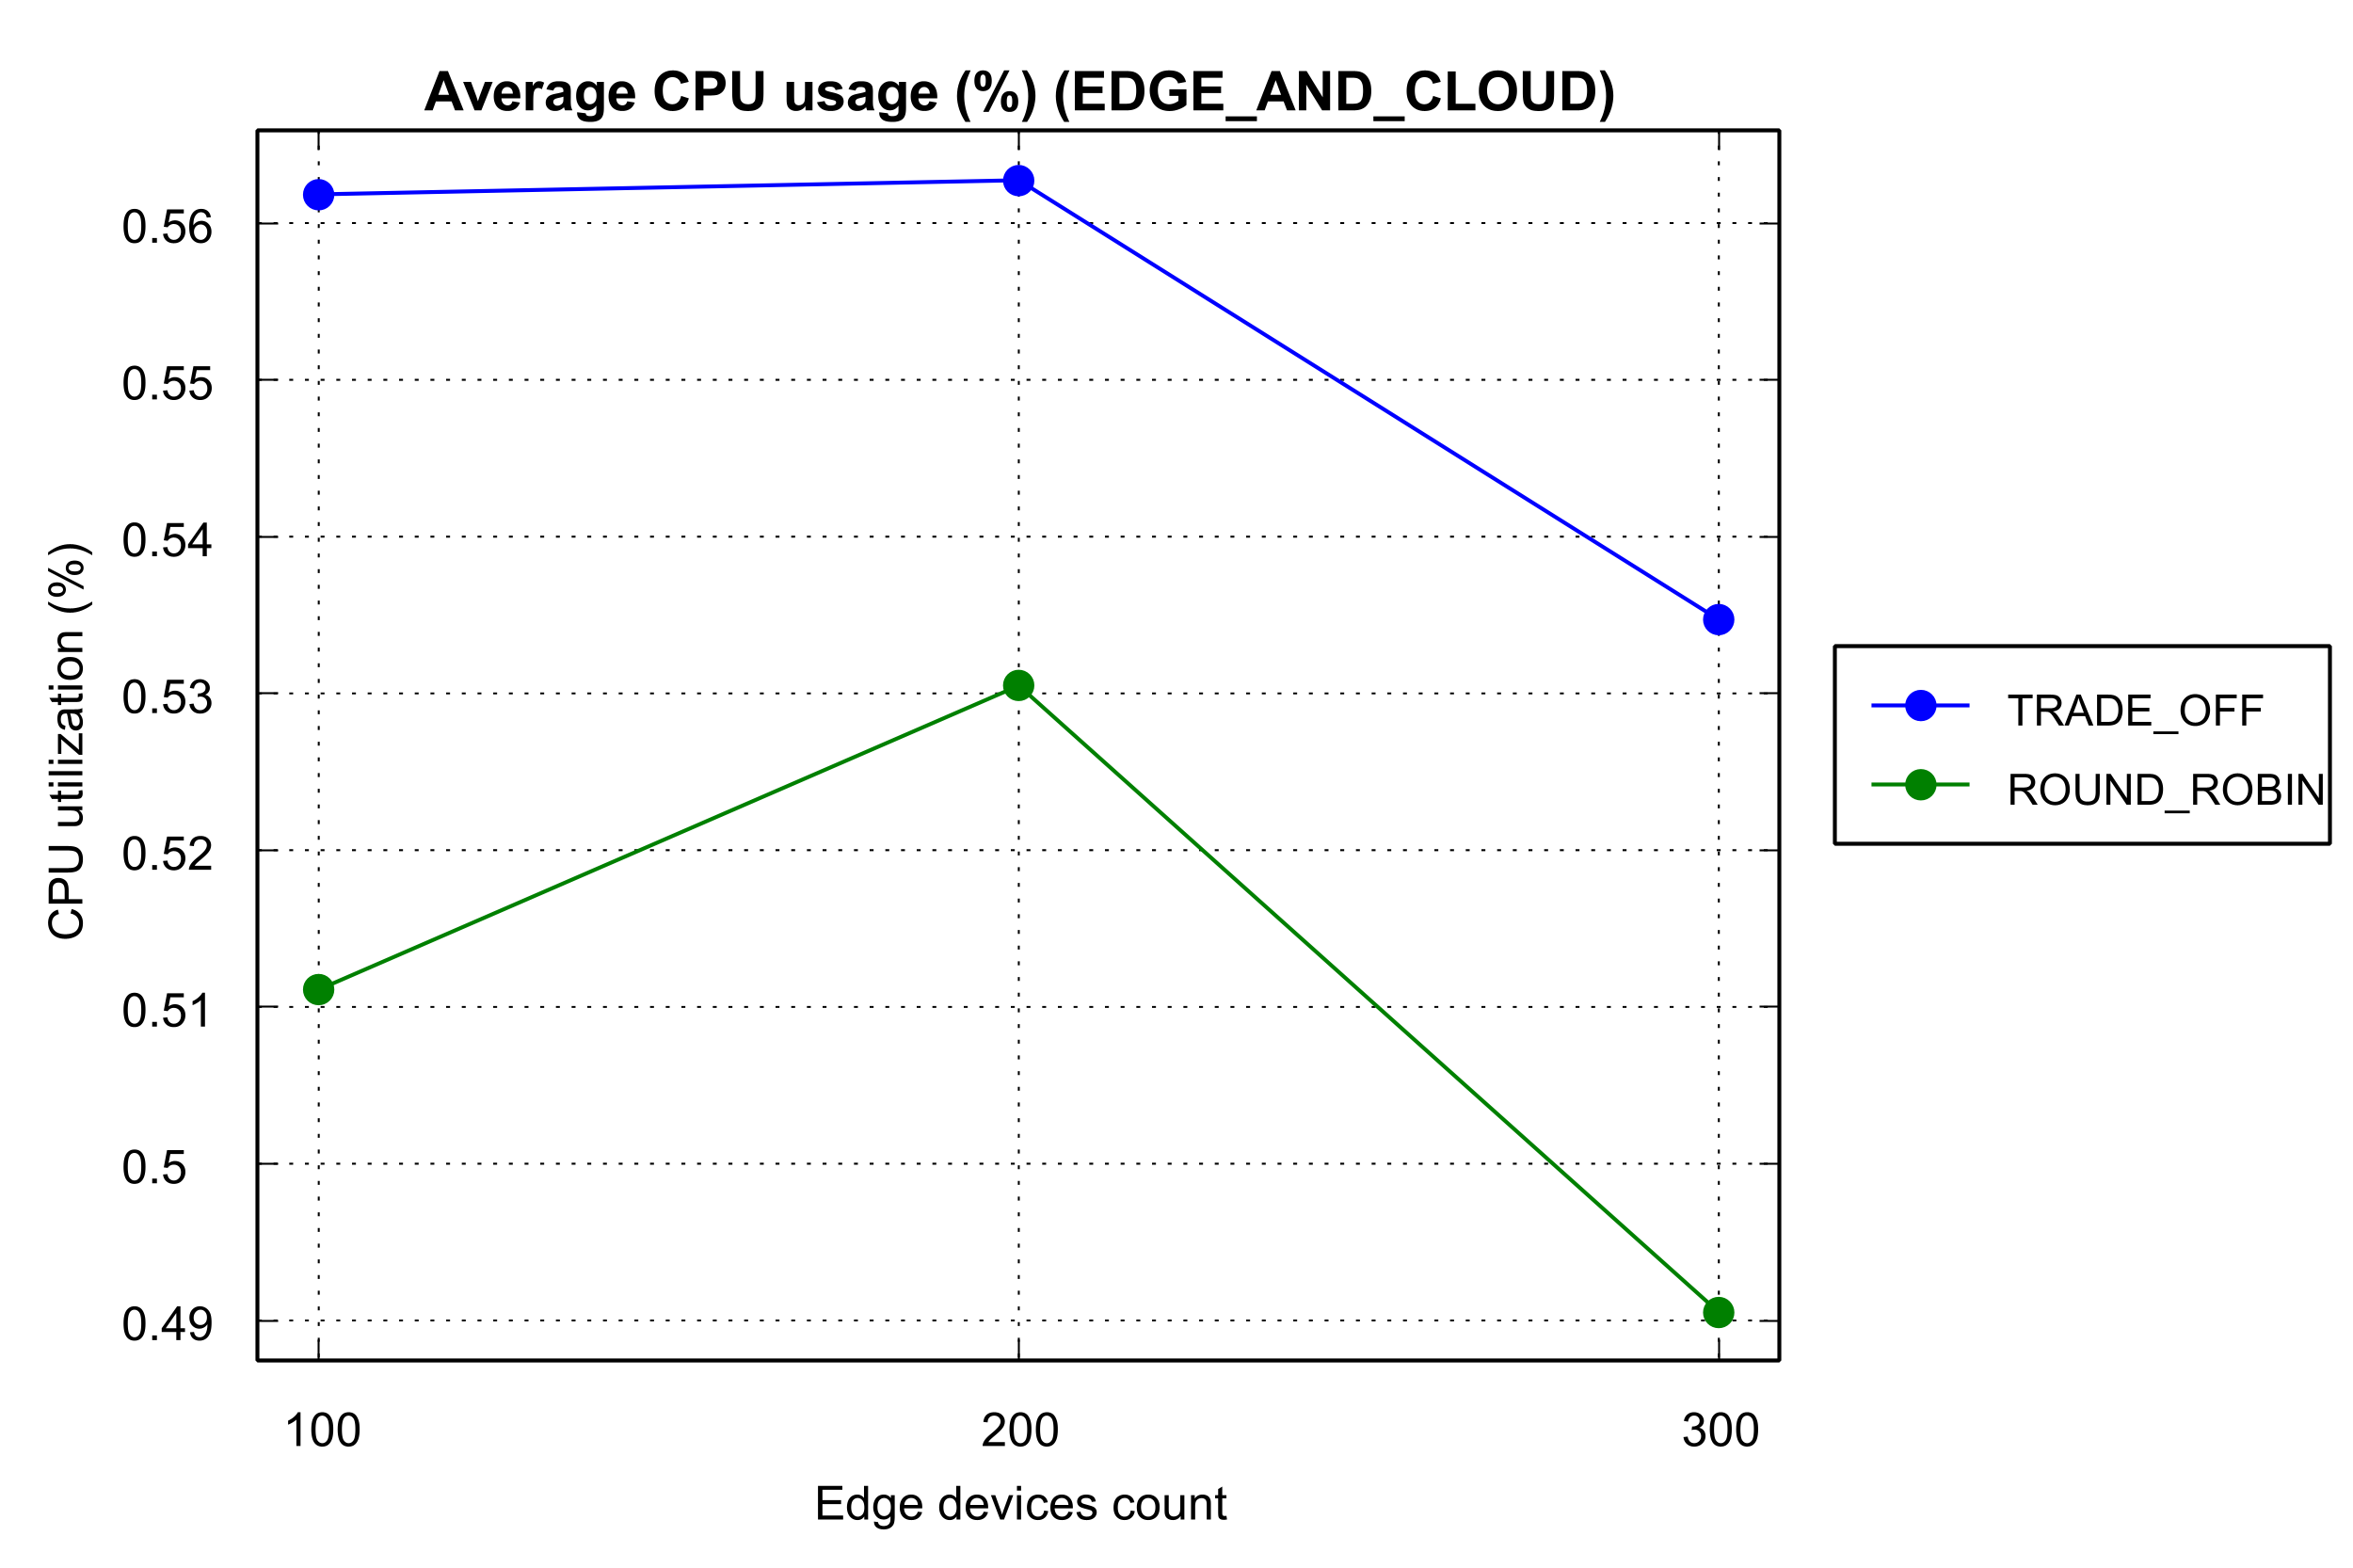 Average CPU usage (%) (EDGE_AND_CLOUD)
0.56
0.55
0.54
0.53
0.52
0.51
0.5
0.49
CPU utilization (%)
100 200 300
Edge devices count
TRADE_OFF
ROUND_ROBIN